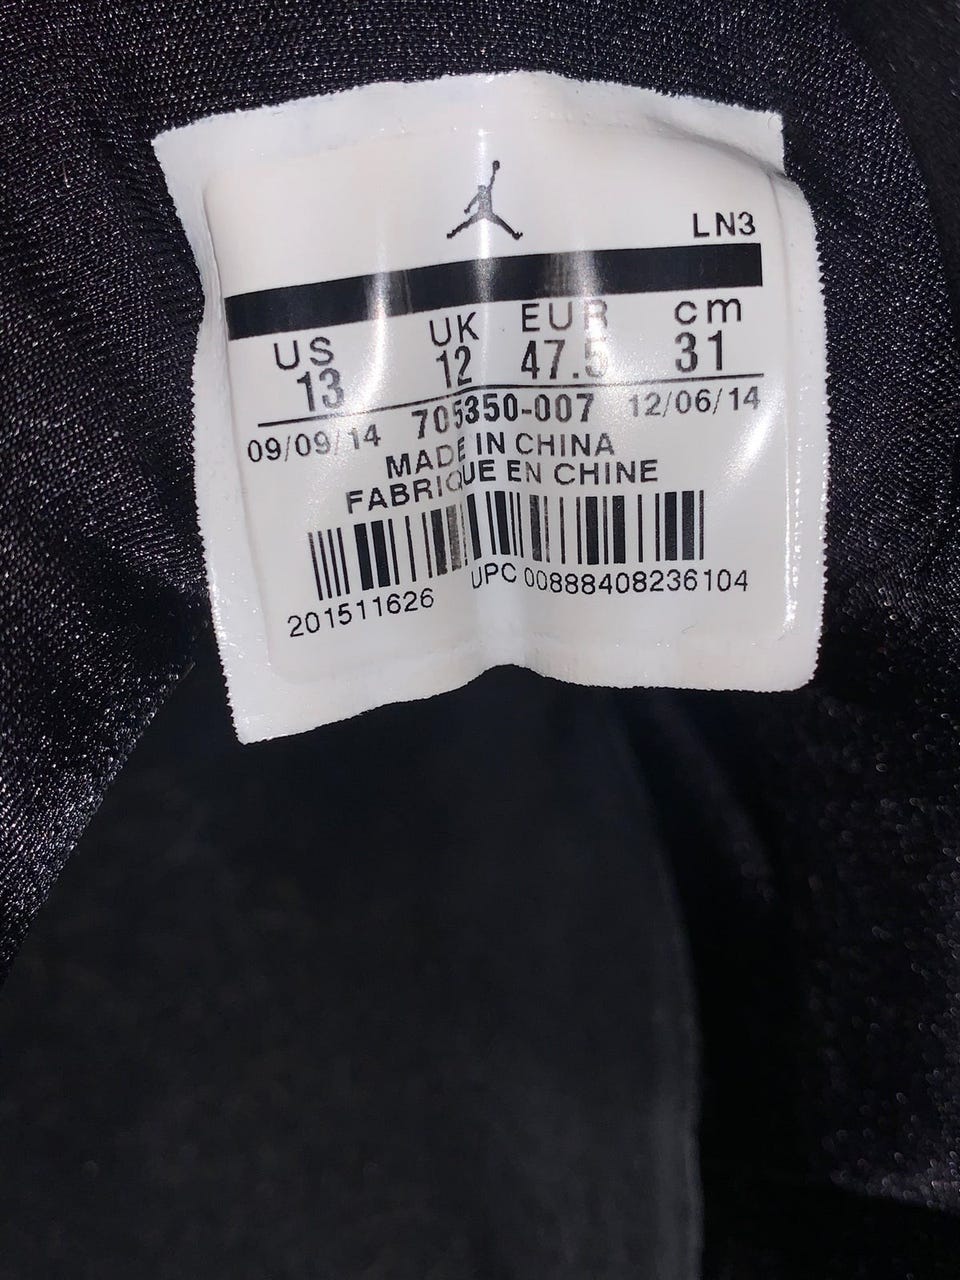 LN3
US UK EUR cm
13 12 47.5 31
09/09/14 705350-007 12/06/14
MADE IN CHINA
FABRIQUE EN CHINE
201511626 UPC 00888408236104